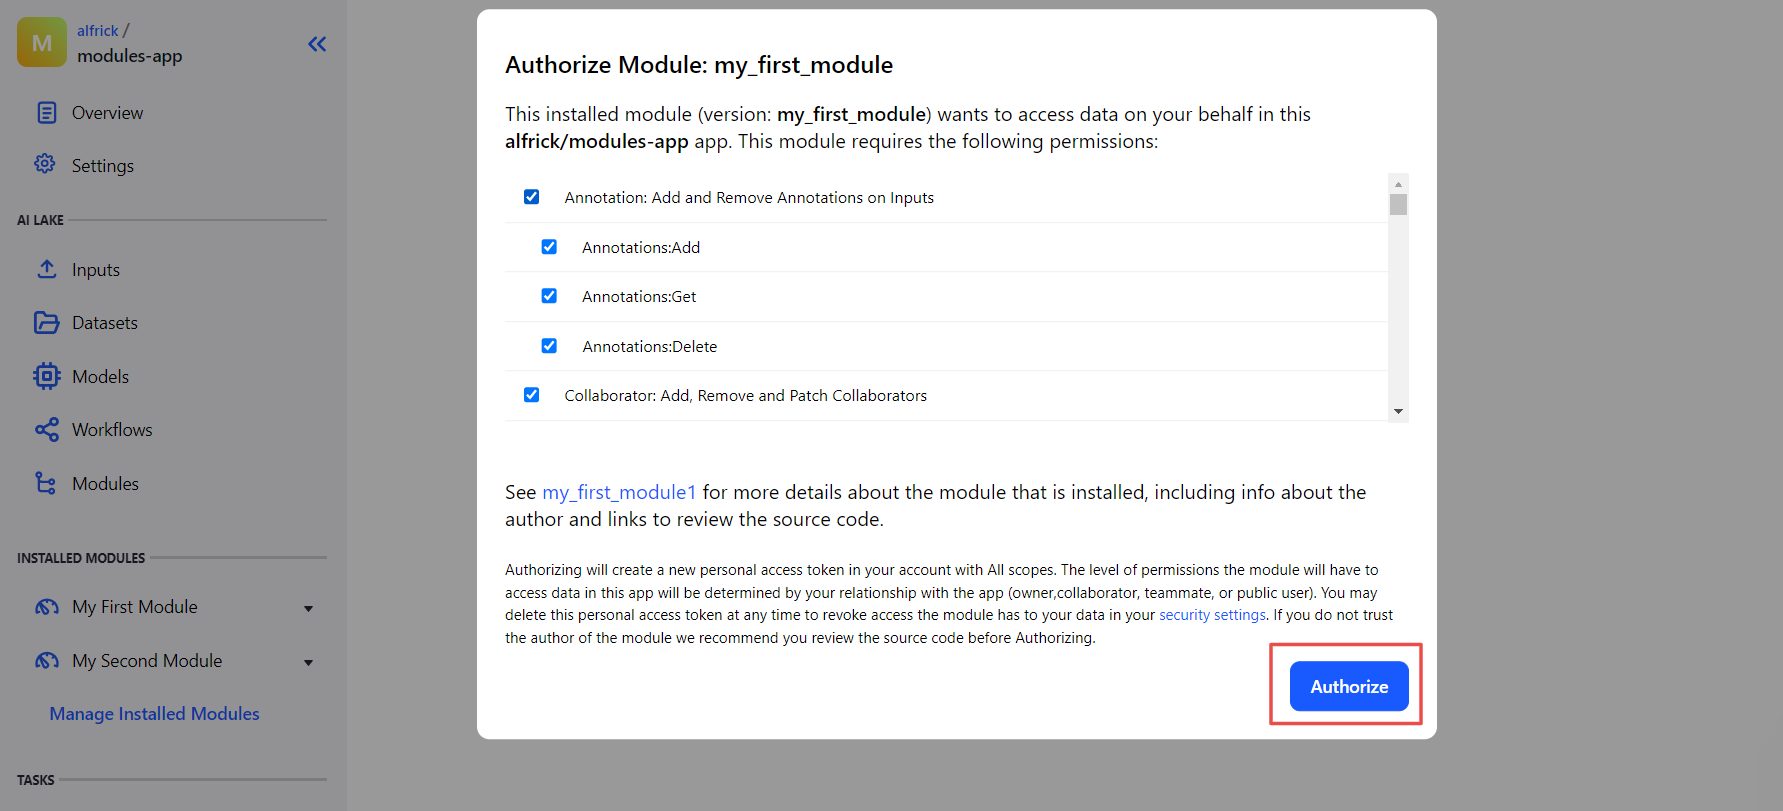 M
alfrick /
modules-app
Overview
Settings
AI LAKE
Inputs
Datasets
Models
Workflows
Modules
INSTALLED MODULES
My First Module
My Second Module
Manage Installed Modules
TASKS
Authorize Module: my_first_module
This installed module (version: my_first_module) wants to access data on your behalf in this
alfrick/modules-app app. This module requires the following permissions:
Annotation: Add and Remove Annotations on Inputs
Annotations:Add
Annotations:Get
Annotations:Delete
Collaborator: Add, Remove and Patch Collaborators
See my_first_module1 for more details about the module that is installed, including info about the
author and links to review the source code.
Authorizing will create a new personal access token in your account with All scopes. The level of permissions the module will have to
access data in this app will be determined by your relationship with the app (owner,collaborator, teammate, or public user). You may
delete this personal access token at any time to revoke access the module has to your data in your security settings. If you do not trust
the author of the module we recommend you review the source code before Authorizing.
Authorize